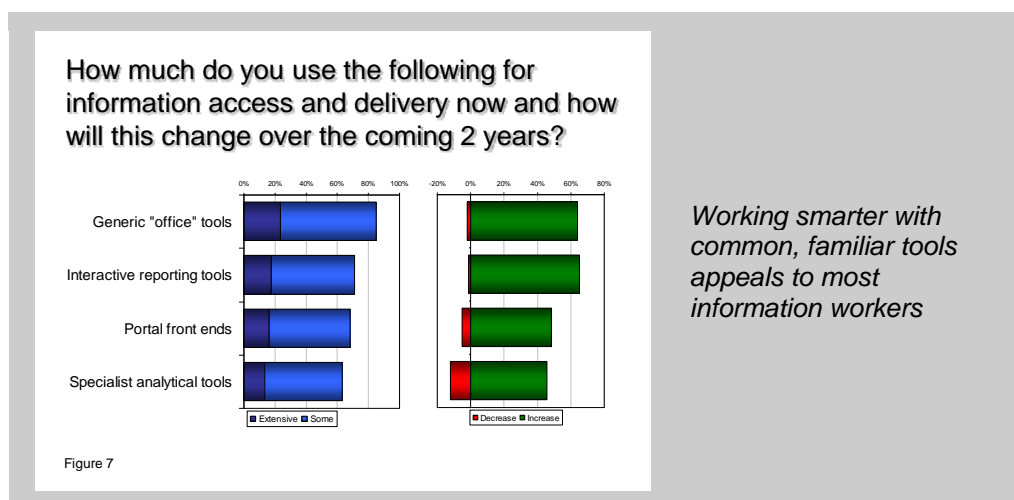 How much do you use the following for
information access and delivery now and how
will this change over the coming 2 years?
0% 20% 40% 60% 80% 100%
-20% 0% 20% 40% 60% 80%
Generic "office" tools
Interactive reporting tools
Portal front ends
Specialist analytical tools
Extensive Some
Decrease Increase
Figure 7
Working smarter with
common, familiar tools
appeals to most
information workers